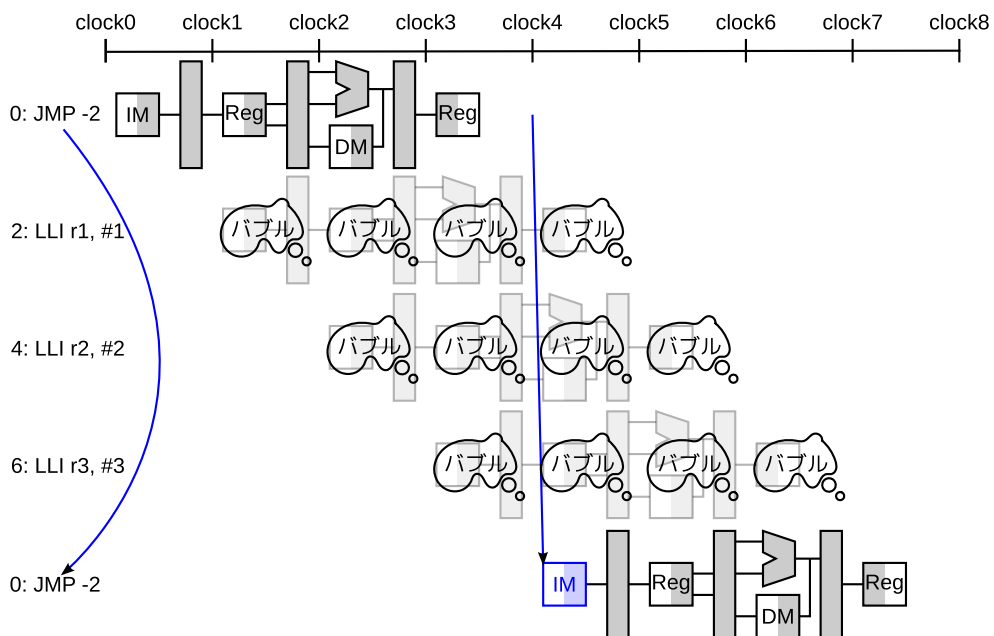 clock0 clock1 clock2 clock3 clock4 clock5 clock6 clock7 clock8
0: JMP -2 IM Reg DM Reg
2: LLI r1, #1 バブル バブル バブル バブル
4: LLI r2, #2 バブル バブル バブル バブル
6: LLI r3, #3 バブル バブル バブル バブル
0: JMP -2 IM Reg DM Reg